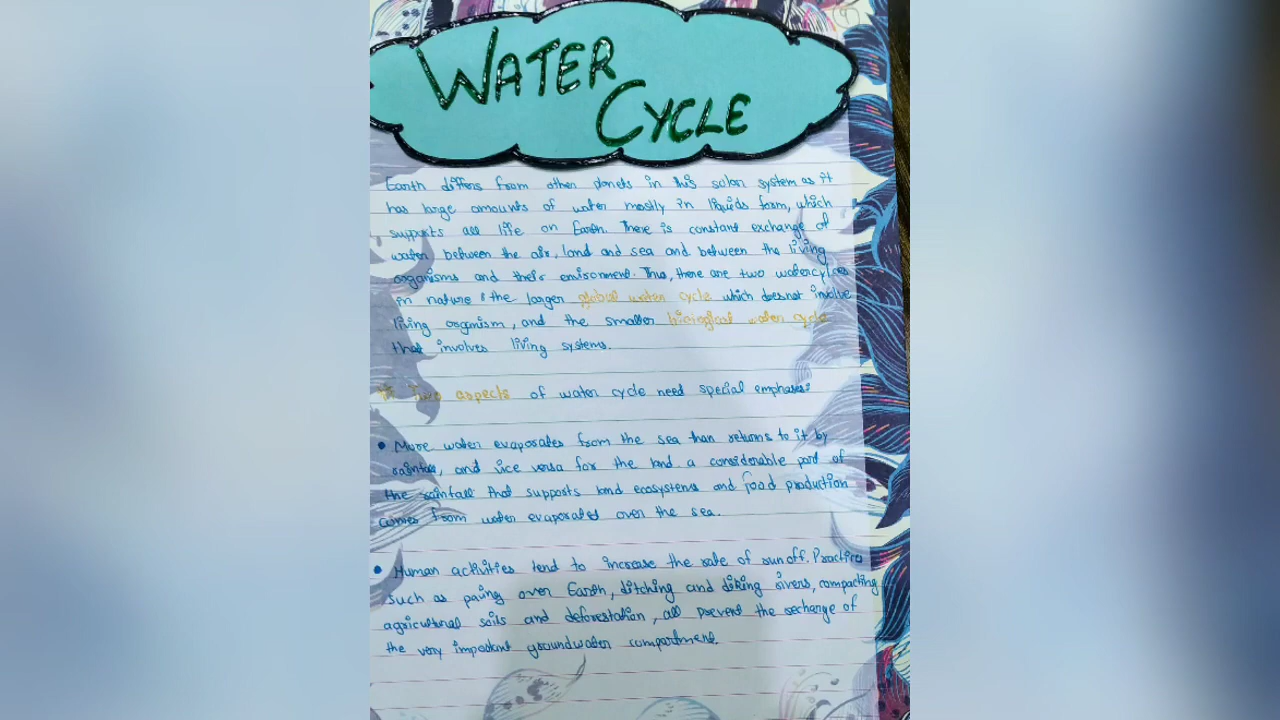 WATER
CYCLE
Earth differs from other planets in this solar system as it
has large amounts of water mostly in liquids form, which
supports all life on Earth. There is constant exchange of
water between the air, land and sea and between the living
organisms and their environment. Thus, there are two watercylces
in nature : the larger global water cycle which doesnot involve
living organism, and the smaller biological water cycle
that involves living systems.
Two aspects of water cycle need special emphases:
• More water evaporates from the sea than returns to it by
rainfall, and vice versa for the land. a considerable part of
the rainfall that supports land ecosystems and food production
comes from water evaporated over the sea.
• Human activities tend to increase the rate of run off. Practices
such as paving over Earth, ditching and diking rivers, compacting
agricultural soils and deforestation, all prevent the recharge of
the very important groundwater compartment.